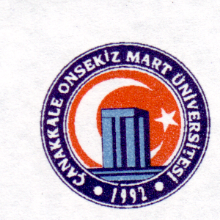 ÇANAKKALE ONSEKİZ MART ÜNİVERSİTESİ
1992